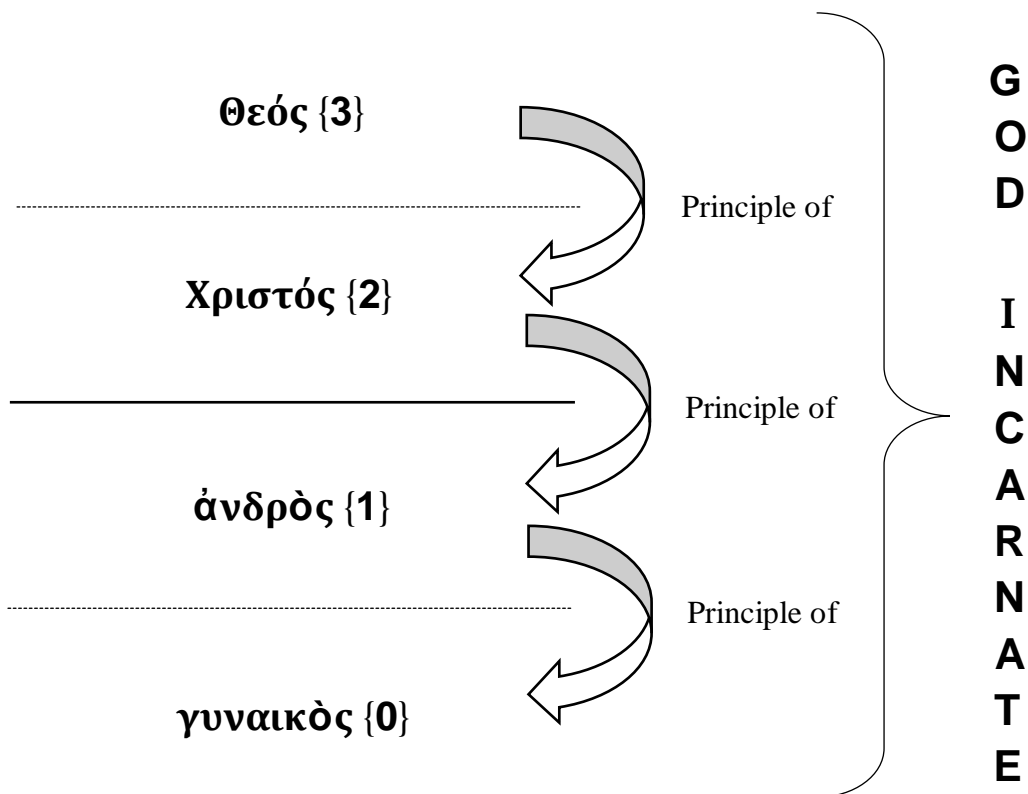 Θεός {3}
Principle of
Χριστός {2}
Principle of
ἀνδρὸς {1}
Principle of
γυναικὸς {0}
G
O
D
I
N
C
A
R
N
A
T
E